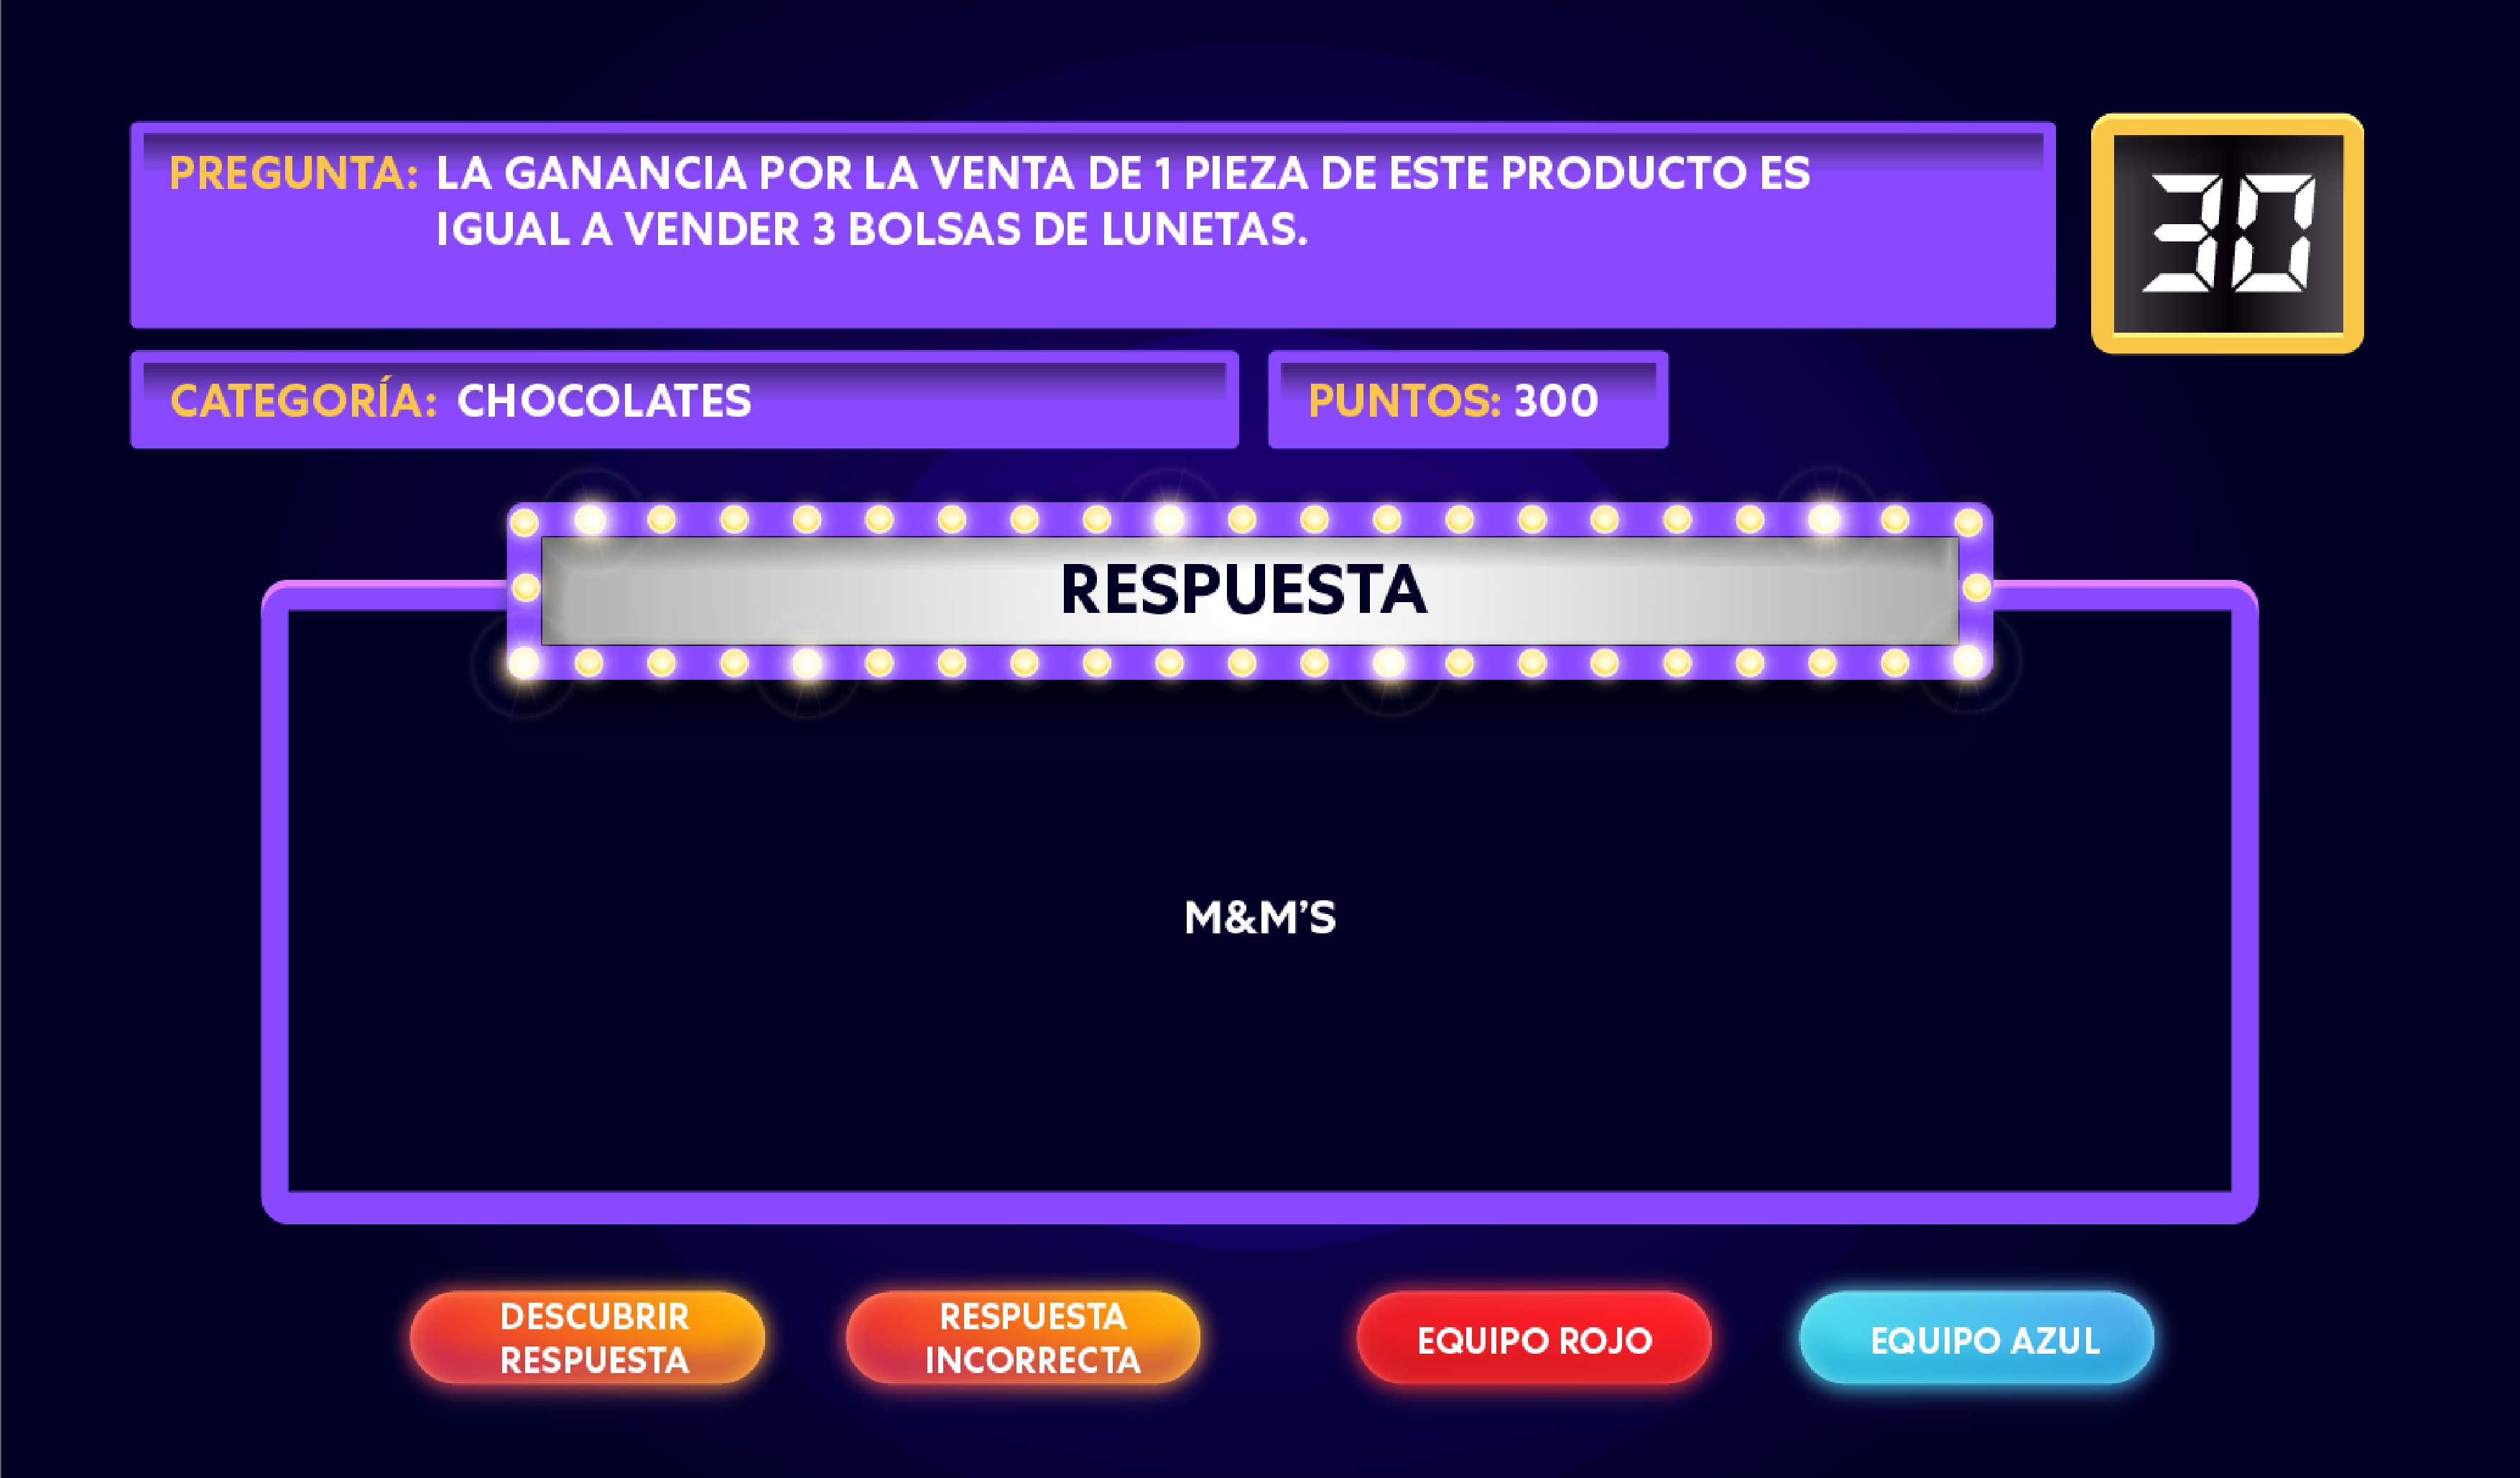 PREGUNTA: LA GANANCIA POR LA VENTA DE 1 PIEZA DE ESTE PRODUCTO ES
IGUAL A VENDER 3 BOLSAS DE LUNETAS.
30
CATEGORÍA: CHOCOLATES
PUNTOS: 300
RESPUESTA
M&M'S
DESCUBRIR
RESPUESTA
RESPUESTA
INCORRECTA
EQUIPO ROJO
EQUIPO AZUL